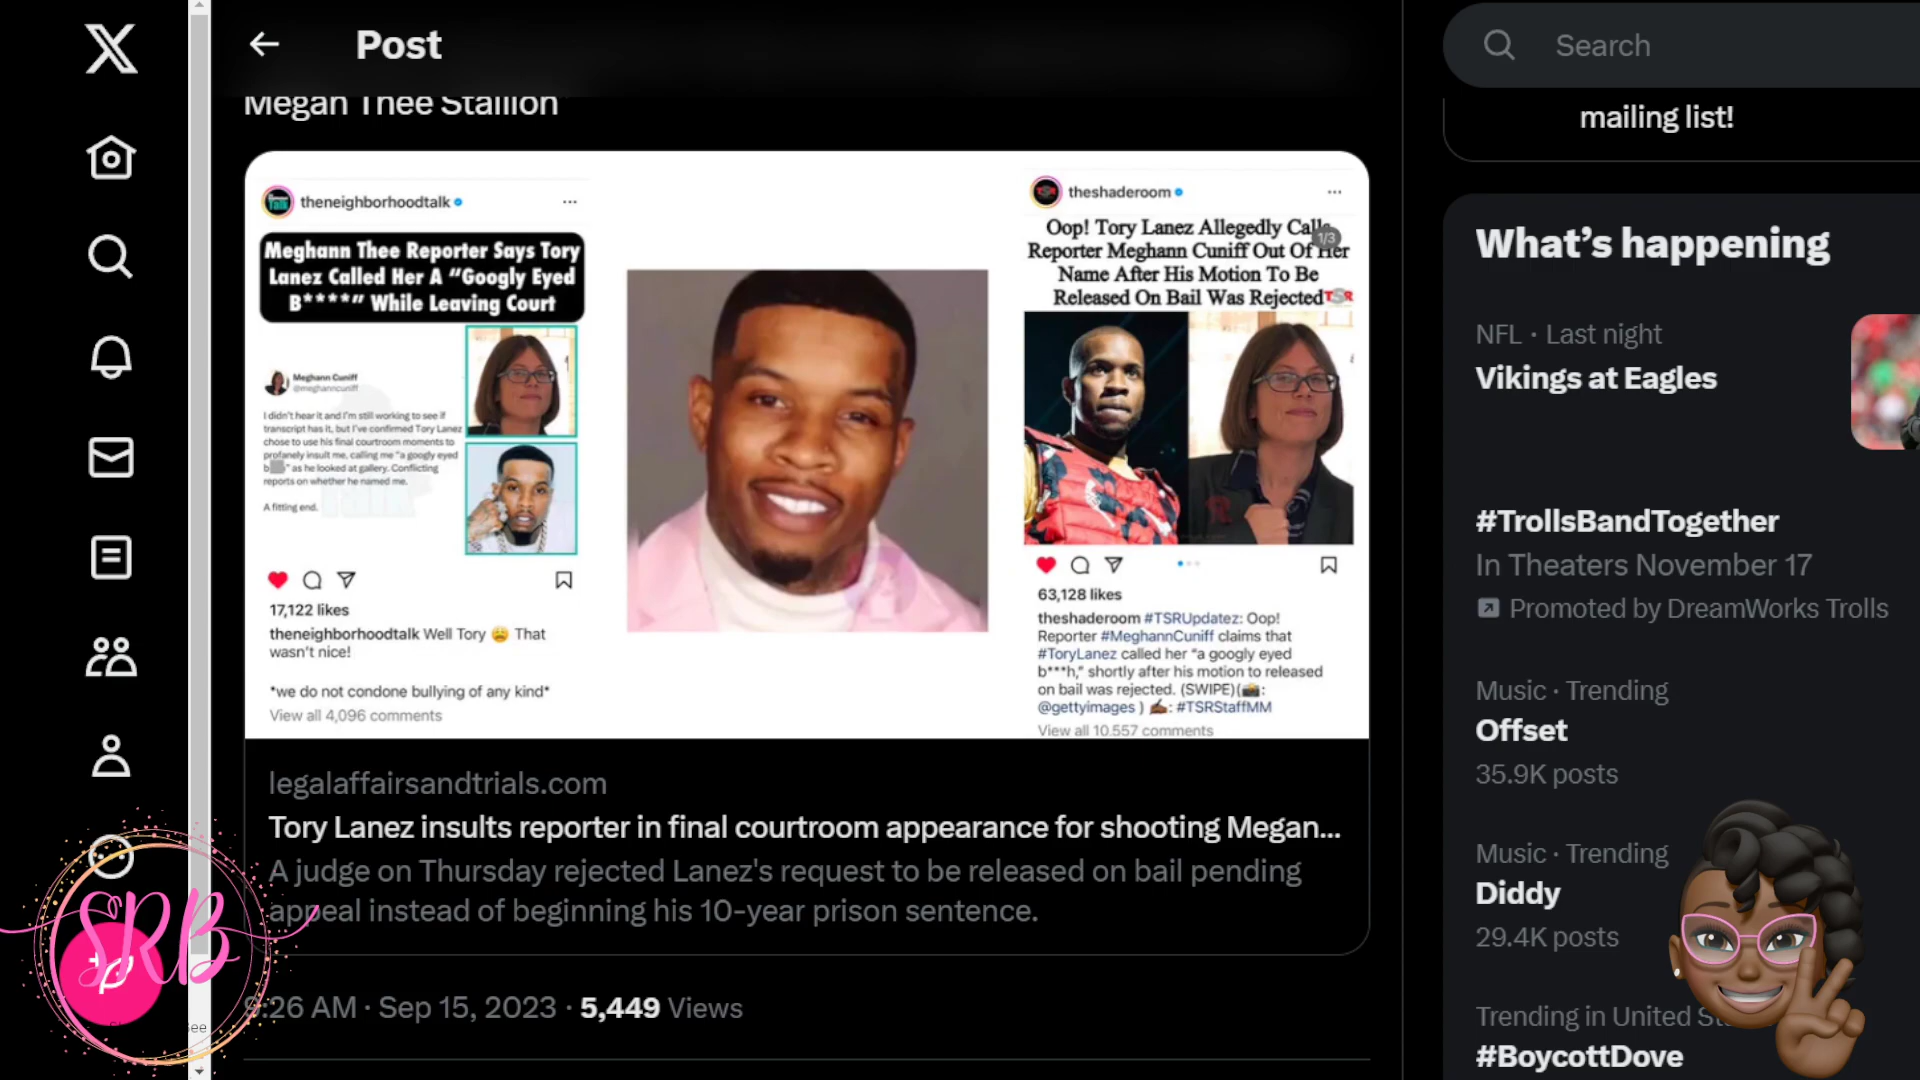 Post
Megan Thee Stallion
theneighborhoodtalk
Meghann Thee Reporter Says Tory
Lanez Called Her A "Googly Eyed
B****" While Leaving Court
Meghann Cuniff
@meghanncuniff
I didn't hear it and I'm still working to see if
transcript has it, but I've confirmed Tory Lanez
chose to use his final courtroom moments to
profanely insult me, calling me "a googly eyed
b " as he looked at gallery. Conflicting
reports on whether he named me.
A fitting end.
17,122 likes
theneighborhoodtalk Well Tory 😩 That
wasn't nice!
*we do not condone bullying of any kind*
View all 4,096 comments
theshaderoom
1/3
Oop! Tory Lanez Allegedly Calls
Reporter Meghann Cuniff Out Of Her
Name After His Motion To Be
Released On Bail Was Rejected
TSR
63,128 likes
theshaderoom #TSRUpdatez: Oop!
Reporter #MeghannCuniff claims that
#ToryLanez called her "a googly eyed
b***h," shortly after his motion to released
on bail was rejected. (SWIPE)(📸:
@gettyimages ) ✍🏾: #TSRStaffMM
View all 10,557 comments
legalaffairsandtrials.com
Tory Lanez insults reporter in final courtroom appearance for shooting Megan...
A judge on Thursday rejected Lanez's request to be released on bail pending
appeal instead of beginning his 10-year prison sentence.
9:26 AM · Sep 15, 2023 · 5,449 Views
SRB
Search
mailing list!
What's happening
NFL · Last night
Vikings at Eagles
#TrollsBandTogether
In Theaters November 17
Promoted by DreamWorks Trolls
Music · Trending
Offset
35.9K posts
Music · Trending
Diddy
29.4K posts
Trending in United
#BoycottDove